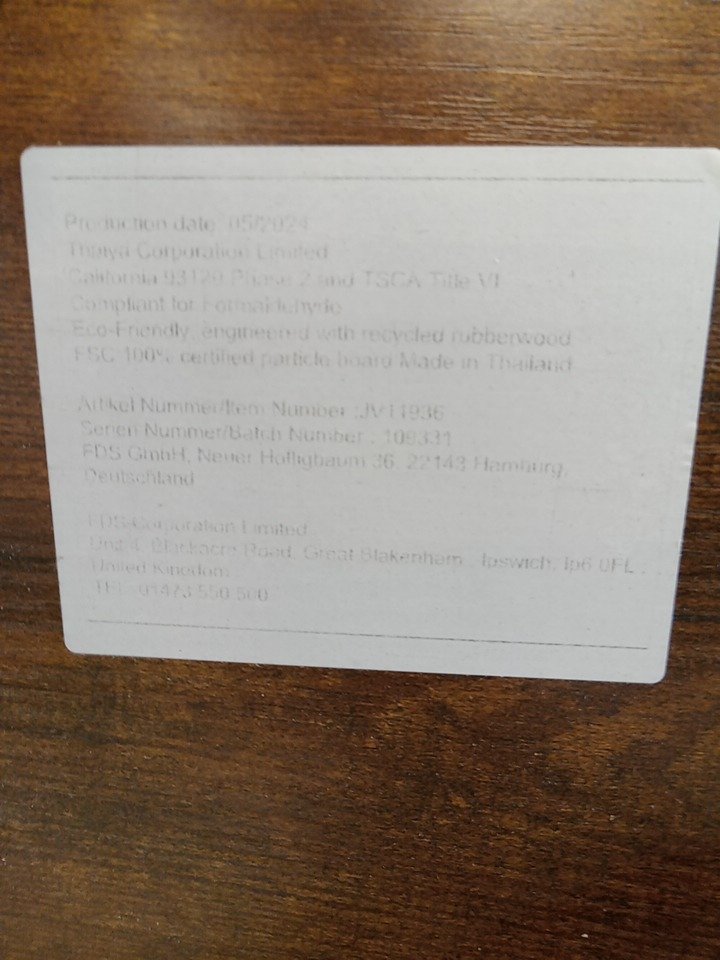 Production date: 05/2024
Corporation Limited
California 93120 Phase 2 and TSCA Title VI
Compliant for Formaldehyde
Eco-Friendly, engineered with recycled rubberwood
FSC 100% certified particle board Made in Thailand
Artikel Nummer/Item Number :JV11936
Serien Nummer/Batch Number : 109331
FDS GmbH, Neuer Höltigbaum 36, 22143 Hamburg,
Deutschland
FDS Corporation Limited
Unit 4, Blackacre Road, Great Blakenham, Ipswich, Ip6 0FL,
United Kingdom
TEL: 01473 550 500